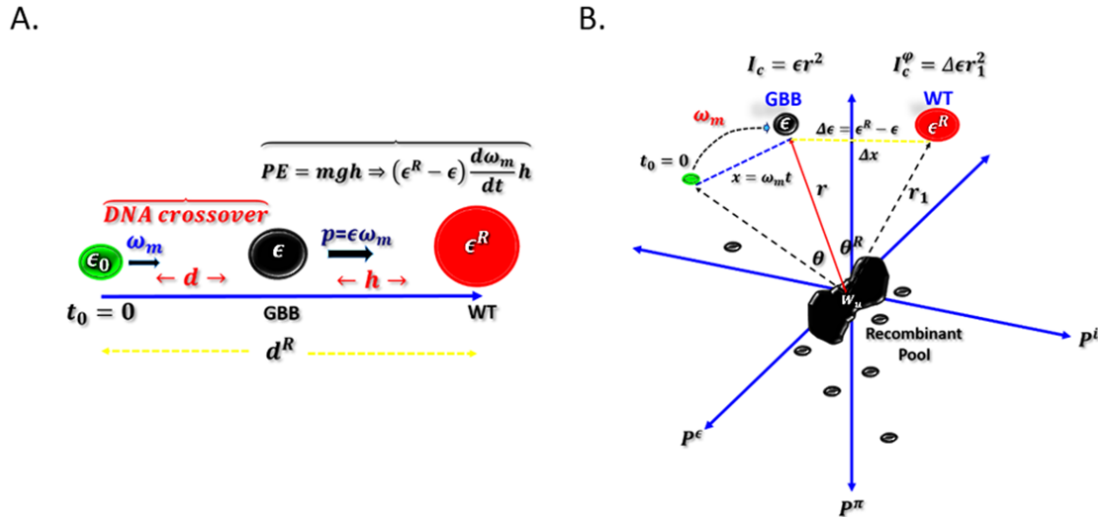 A.
PE = mgh ⇒ (ϵ^R − ϵ) dω_m/dt h
DNA crossover
ω_m
p=ϵω_m
ϵ_0
ϵ
ϵ^R
← d →
← h →
t_0 = 0
GBB
WT
d^R
B.
I_c = ϵr^2
I_c^φ = Δϵr_1^2
GBB
WT
ω_m
ϵ
Δϵ = ϵ^R − ϵ
ϵ^R
t_0 = 0
Δx
x = ω_m t
r
r_1
θ
θ^R
W_u
Recombinant
Pool
P^i
P^ϵ
P^π